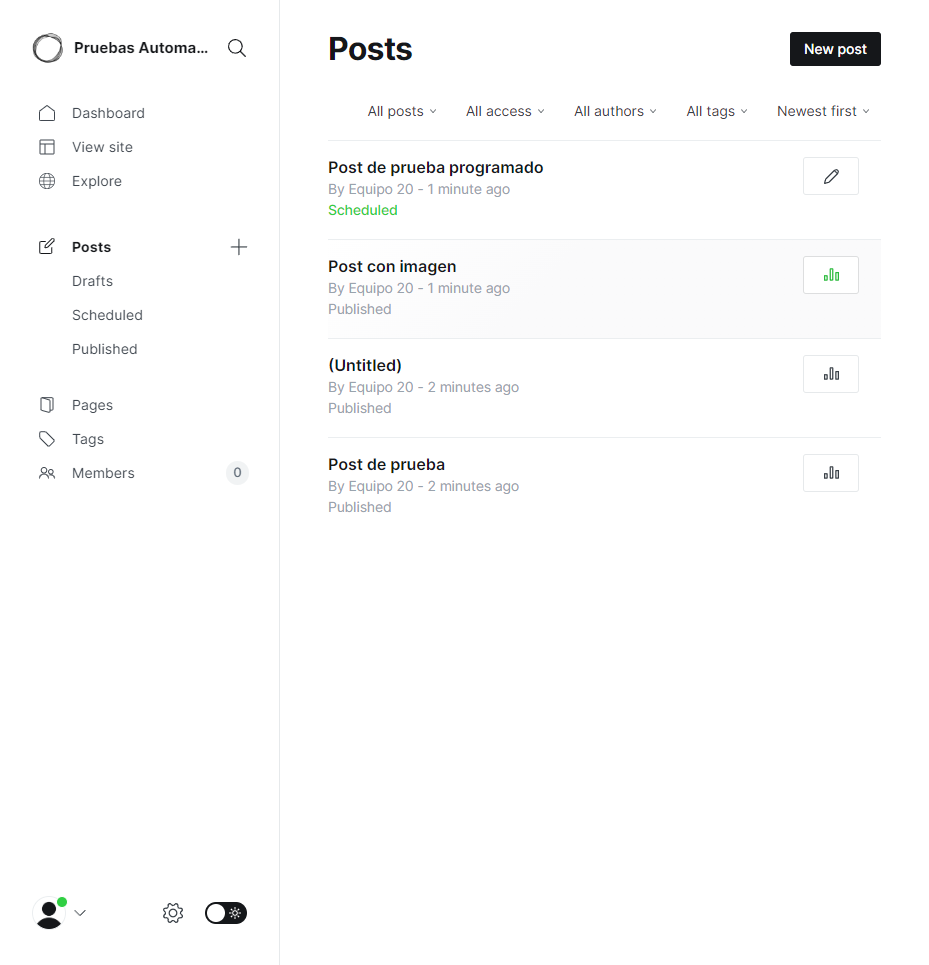 Pruebas Automa...
Dashboard
View site
Explore
Posts
Drafts
Scheduled
Published
Pages
Tags
Members 0
Posts
New post
All posts All access All authors All tags Newest first
Post de prueba programado
By Equipo 20 - 1 minute ago
Scheduled
Post con imagen
By Equipo 20 - 1 minute ago
Published
(Untitled)
By Equipo 20 - 2 minutes ago
Published
Post de prueba
By Equipo 20 - 2 minutes ago
Published